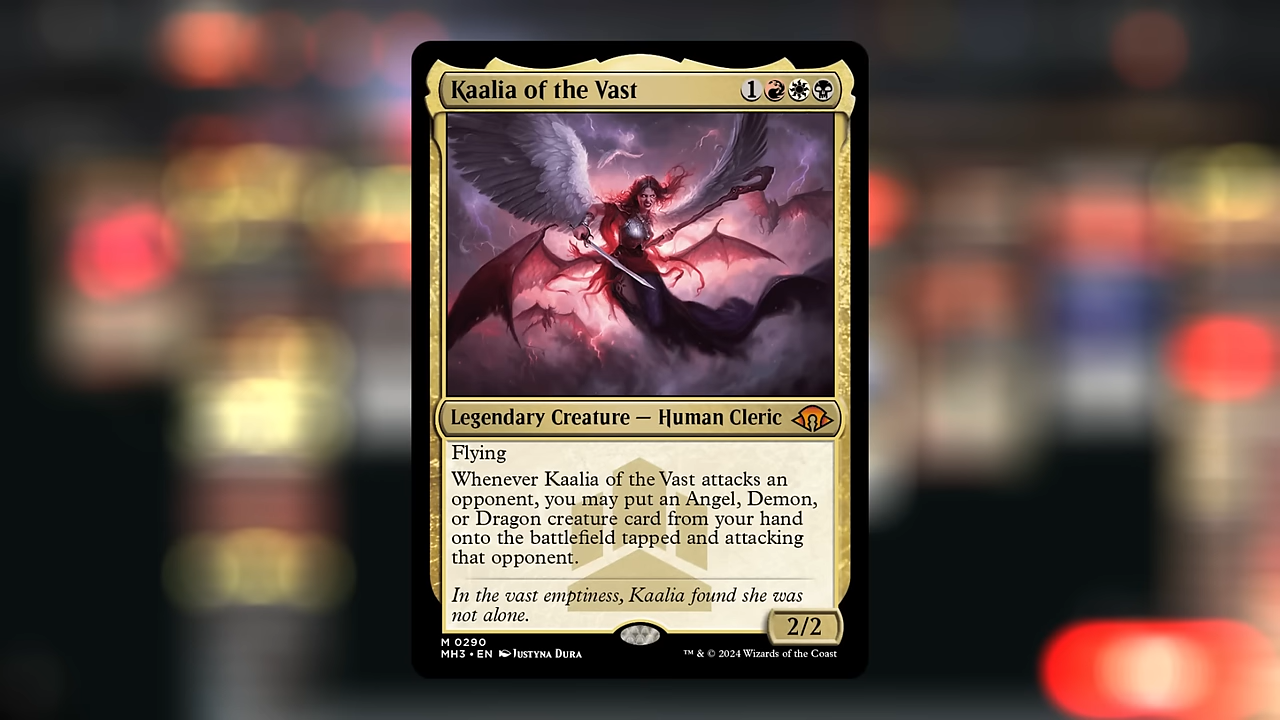 Kaalia of the Vast 1
Legendary Creature — Human Cleric
Flying
Whenever Kaalia of the Vast attacks an
opponent, you may put an Angel, Demon,
or Dragon creature card from your hand
onto the battlefield tapped and attacking
that opponent.
In the vast emptiness, Kaalia found she was
not alone.
2/2
M 0290
MH3 • EN Justyna Dura
™ & © 2024 Wizards of the Coast